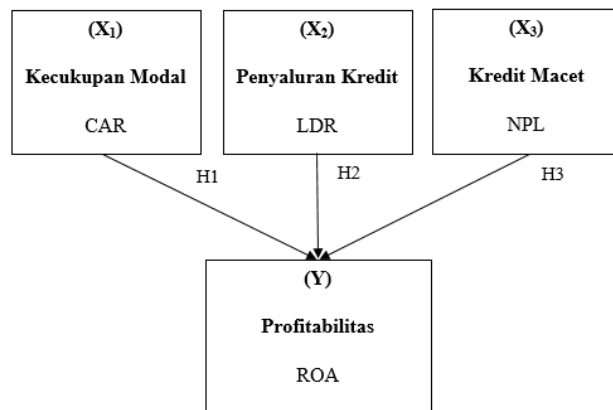 (X₁)
Kecukupan Modal
CAR
(X₂)
Penyaluran Kredit
LDR
(X₃)
Kredit Macet
NPL
H1
H2
H3
(Y)
Profitabilitas
ROA